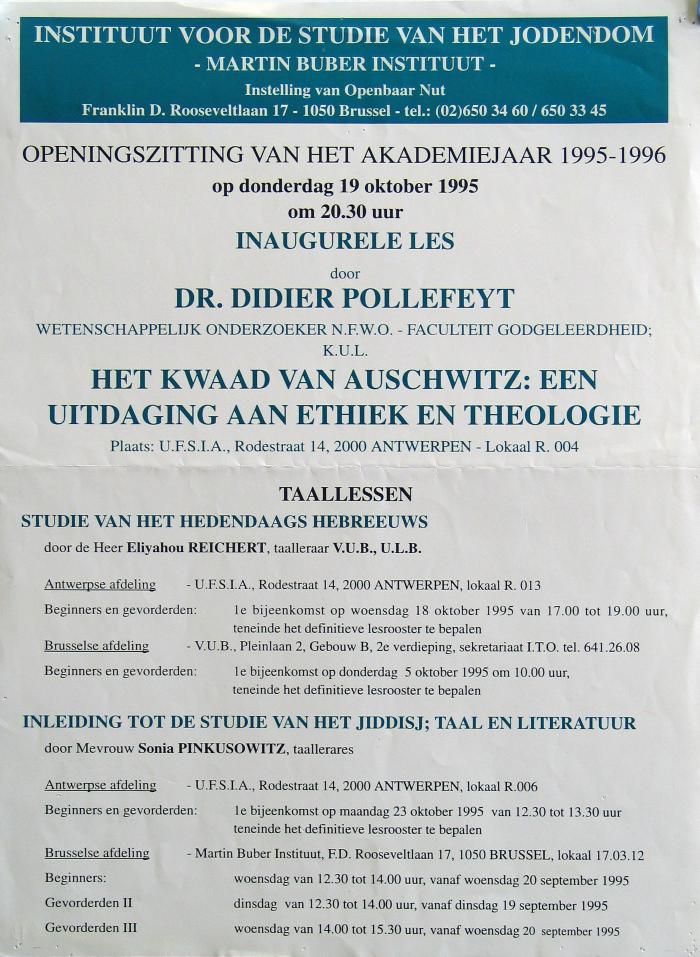 INSTITUUT VOOR DE STUDIE VAN HET JODENDOM
- MARTIN BUBER INSTITUUT -
Instelling van Openbaar Nut
Franklin D. Rooseveltlaan 17 - 1050 Brussel - tel.: (02)650 34 60 / 650 33 45
OPENINGSZITTING VAN HET AKADEMIEJAAR 1995-1996
op donderdag 19 oktober 1995
om 20.30 uur
INAUGURELE LES
door
DR. DIDIER POLLEFEYT
WETENSCHAPPELIJK ONDERZOEKER N.F.W.O. - FACULTEIT GODGELEERDHEID;
K.U.L.
HET KWAAD VAN AUSCHWITZ: EEN
UITDAGING AAN ETHIEK EN THEOLOGIE
Plaats: U.F.S.I.A., Rodestraat 14, 2000 ANTWERPEN - Lokaal R. 004
TAALLESSEN
STUDIE VAN HET HEDENDAAGS HEBREEUWS
door de Heer Eliyahou REICHERT, taalleraar V.U.B., U.L.B.
Antwerpse afdeling - U.F.S.I.A., Rodestraat 14, 2000 ANTWERPEN, lokaal R. 013
Beginners en gevorderden: 1e bijeenkomst op woensdag 18 oktober 1995 van 17.00 tot 19.00 uur,
teneinde het definitieve lesrooster te bepalen
Brusselse afdeling - V.U.B., Pleinlaan 2, Gebouw B, 2e verdieping, sekretariaat I.T.O. tel. 641.26.08
Beginners en gevorderden: 1e bijeenkomst op donderdag 5 oktober 1995 om 10.00 uur,
teneinde het definitieve lesrooster te bepalen
INLEIDING TOT DE STUDIE VAN HET JIDDISJ; TAAL EN LITERATUUR
door Mevrouw Sonia PINKUSOWITZ, taallerares
Antwerpse afdeling - U.F.S.I.A., Rodestraat 14, 2000 ANTWERPEN, lokaal R.006
Beginners en gevorderden: 1e bijeenkomst op maandag 23 oktober 1995 van 12.30 tot 13.30 uur
teneinde het definitieve lesrooster te bepalen
Brusselse afdeling - Martin Buber Instituut, F.D. Rooseveltlaan 17, 1050 BRUSSEL, lokaal 17.03.12
Beginners: woensdag van 12.30 tot 14.00 uur, vanaf woensdag 20 september 1995
Gevorderden II dinsdag van 12.30 tot 14.00 uur, vanaf dinsdag 19 september 1995
Gevorderden III woensdag van 14.00 tot 15.30 uur, vanaf woensdag 20 september 1995